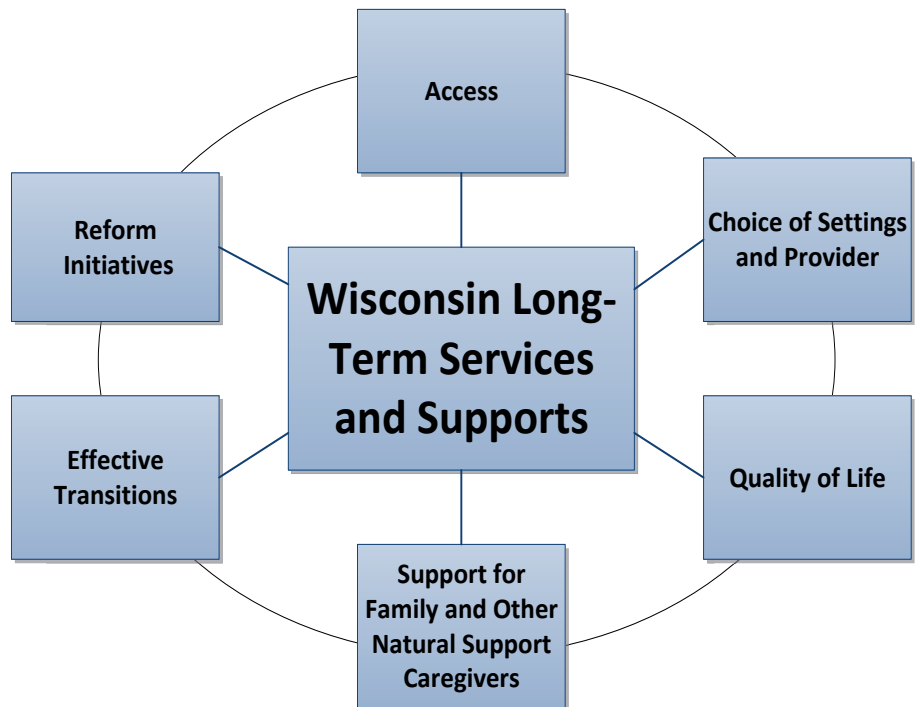 Access
Reform
Initiatives
Choice of Settings
and Provider
Wisconsin Long-
Term Services
and Supports
Effective
Transitions
Quality of Life
Support for
Family and Other
Natural Support
Caregivers